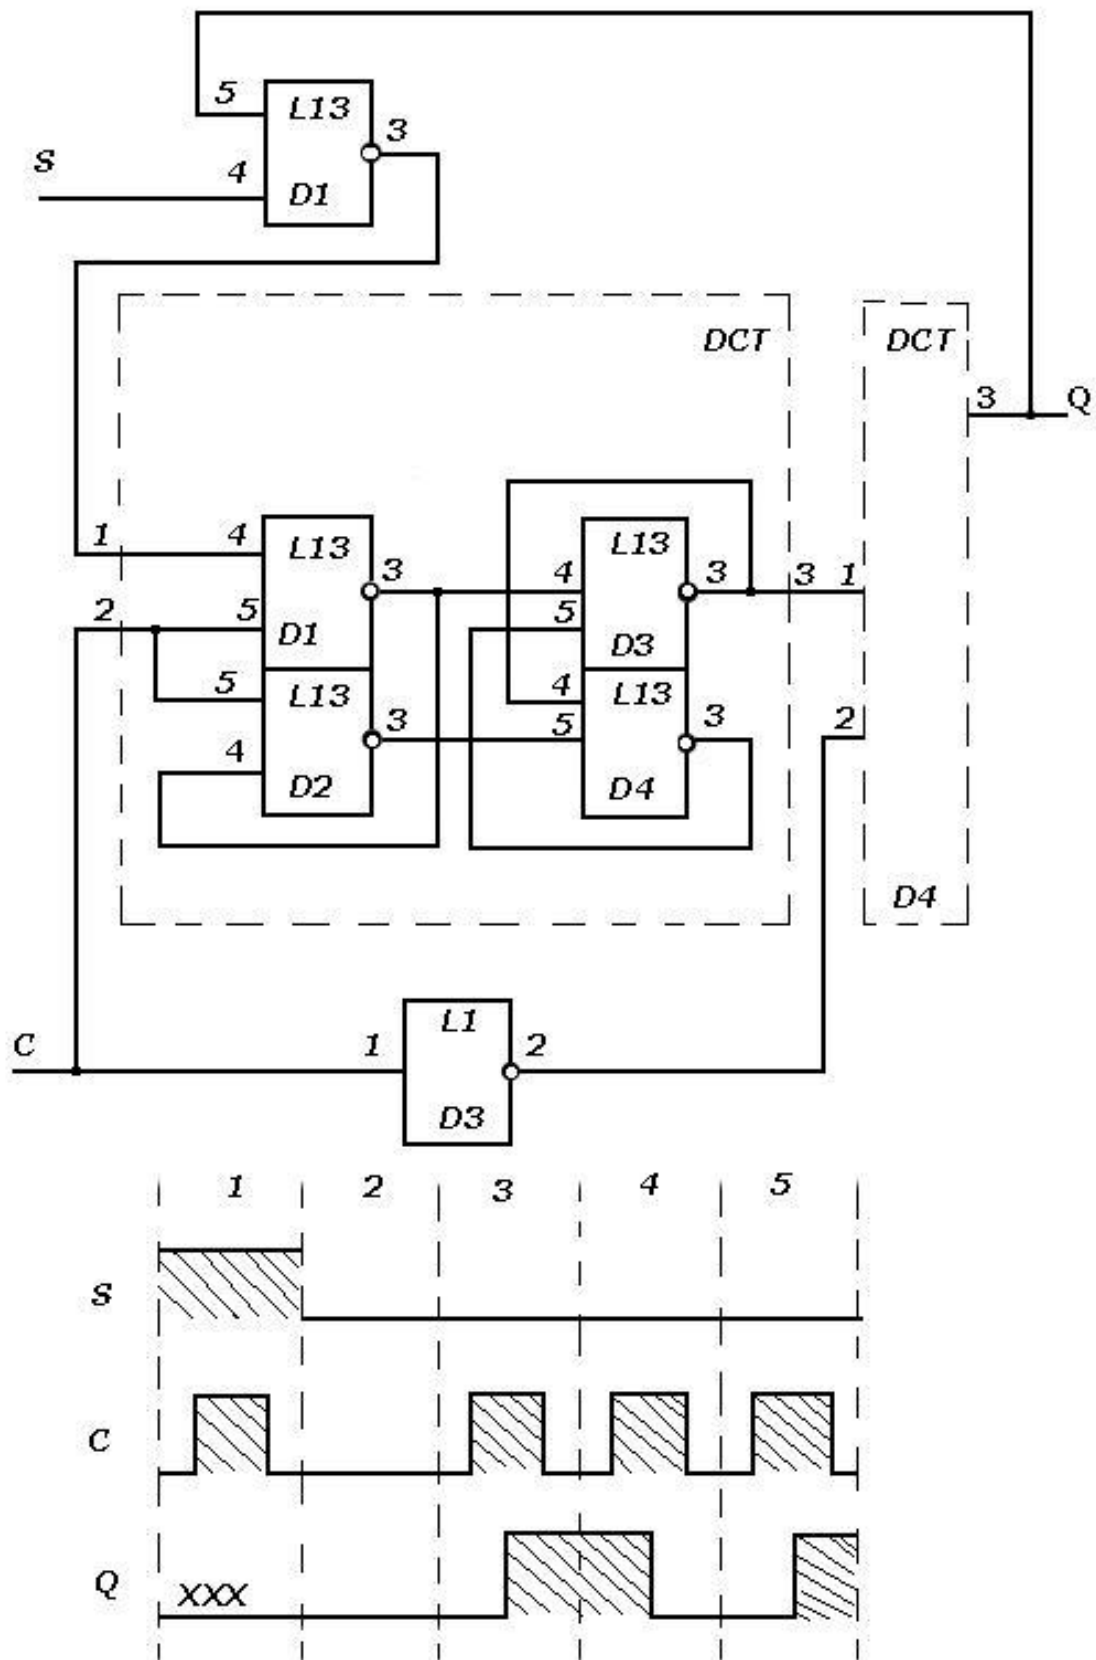 5 L13 3
S 4 D1
DCT DCT
3 Q
1 4 L13 3 4 L13 3 3 1
2 5 D1 5 D3
5 L13 3 4 L13 3 2
4 D2 5 D4
D4
C 1 L1 2
D3
1 2 3 4 5
S
C
Q XXX